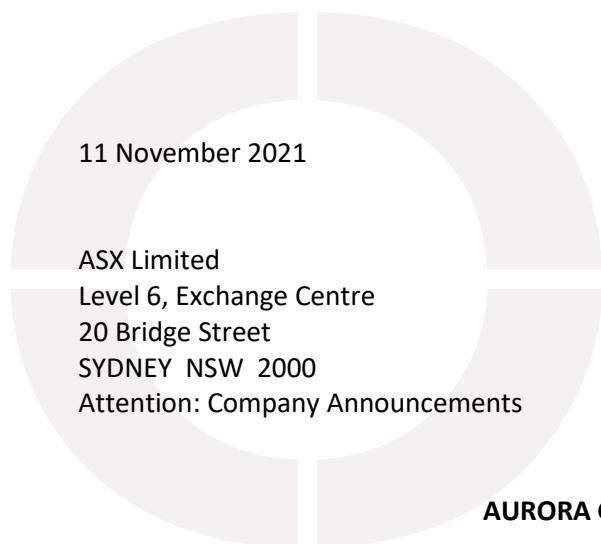 11 November 2021
ASX Limited
Level 6, Exchange Centre
20 Bridge Street
SYDNEY  NSW  2000
Attention: Company Announcements
AURORA